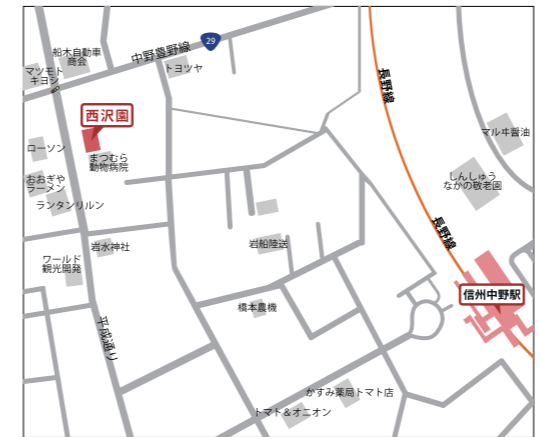 29
中野豊野線
船木自動車
商会
トヨツヤ
マツモト
キヨシ
西沢園
長野線
マルヰ醤油
ローソン
まつむら
動物病院
おおぎや
ラーメン
ランタンリルン
しんしゅう
なかの敬老園
長野線
岩水神社
岩船陸送
ワールド
観光開発
信州中野駅
橋本農機
平成通り
かすみ薬局トマト店
トマト＆オニオン